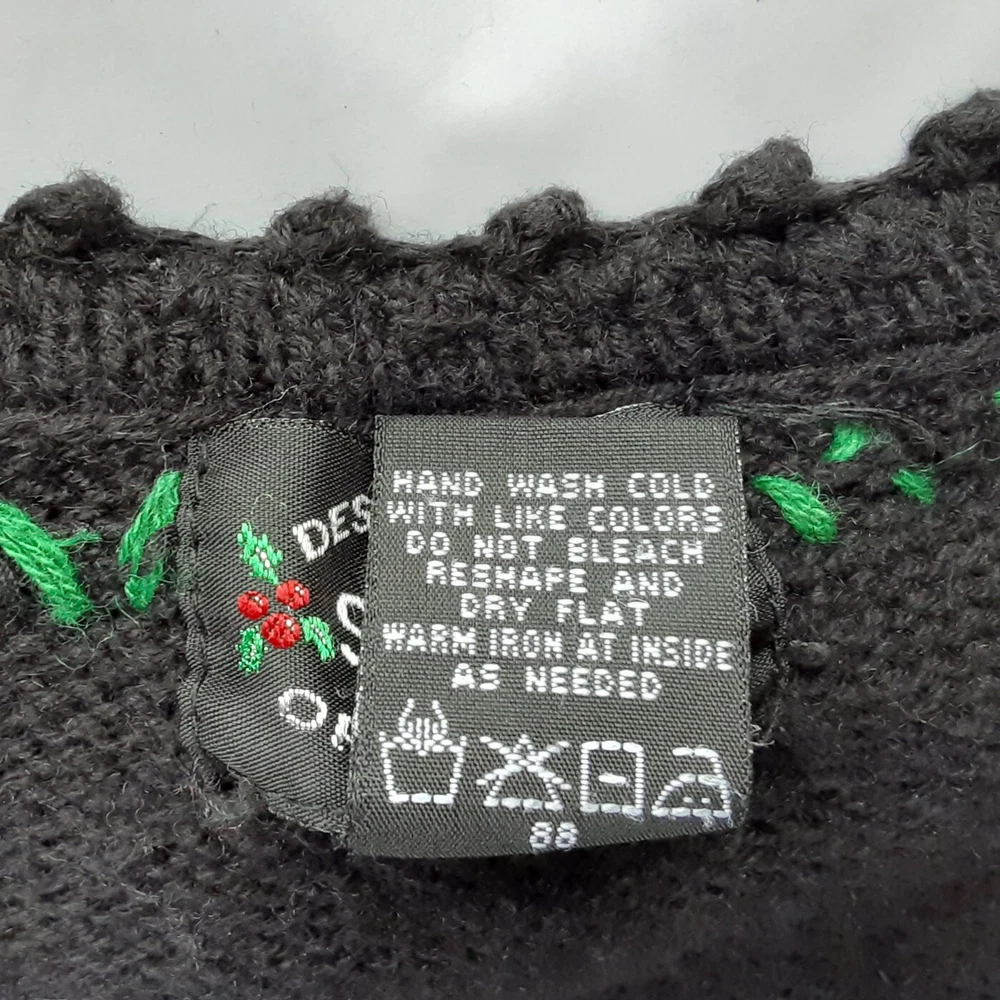 DES
S
HAND WASH COLD
WITH LIKE COLORS
DO NOT BLEACH
RESHAPE AND
DRY FLAT
WARM IRON AT INSIDE
AS NEEDED
88